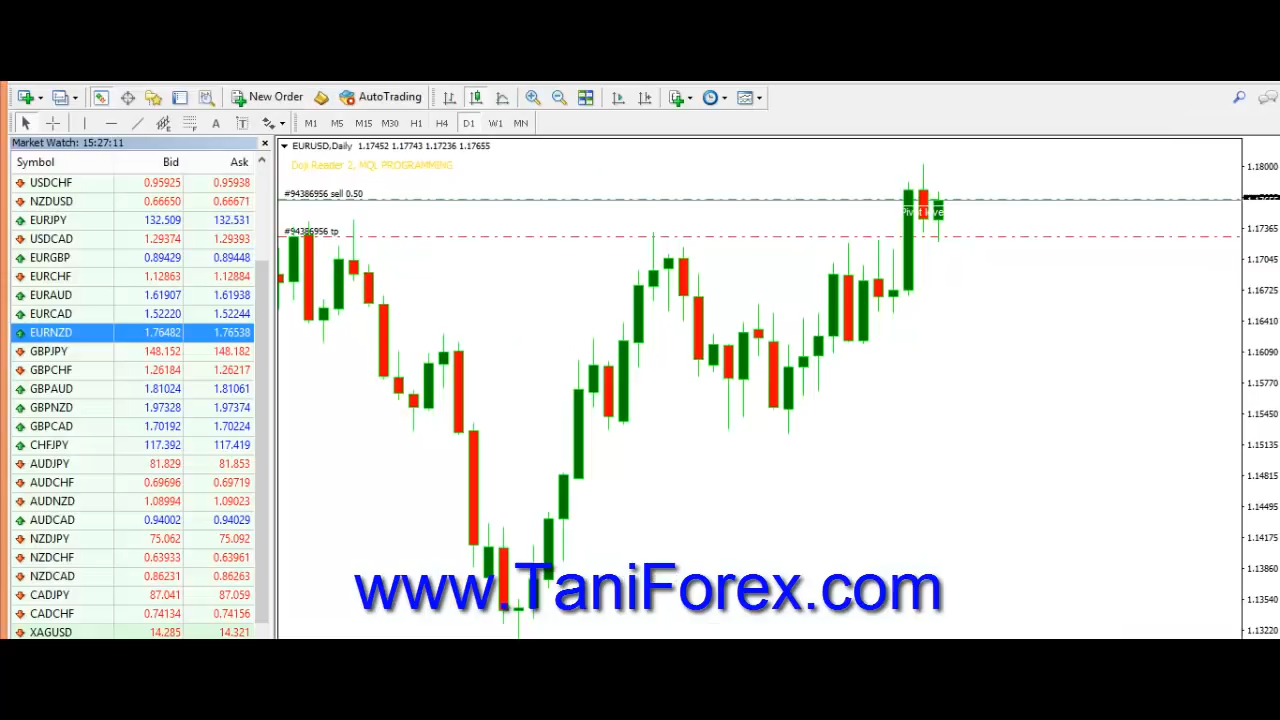 New Order AutoTrading
M1 M5 M15 M30 H1 H4 D1 W1 MN
Market Watch: 15:27:11
Symbol Bid Ask
USDCHF 0.95925 0.95938
NZDUSD 0.66650 0.66671
EURJPY 132.509 132.531
USDCAD 1.29374 1.29393
EURGBP 0.89429 0.89448
EURCHF 1.12863 1.12884
EURAUD 1.61907 1.61938
EURCAD 1.52220 1.52244
EURNZD 1.76482 1.76538
GBPJPY 148.152 148.182
GBPCHF 1.26184 1.26217
GBPAUD 1.81024 1.81061
GBPNZD 1.97328 1.97374
GBPCAD 1.70192 1.70224
CHFJPY 117.392 117.419
AUDJPY 81.829 81.853
AUDCHF 0.69696 0.69719
AUDNZD 1.08994 1.09023
AUDCAD 0.94002 0.94029
NZDJPY 75.062 75.092
NZDCHF 0.63933 0.63961
NZDCAD 0.86231 0.86263
CADJPY 87.041 87.059
CADCHF 0.74134 0.74156
XAGUSD 14.285 14.321
EURUSD,Daily 1.17452 1.17743 1.17236 1.17655
Doji Reader 2, MQL PROGRAMMING
#94386956 sell 0.50
Pivot leve
#94386956 tp
1.18000
1.17365
1.17045
1.16725
1.16410
1.16090
1.15770
1.15450
1.15135
1.14815
1.14495
1.14175
1.13860
1.13540
1.13220
www.TaniForex.com